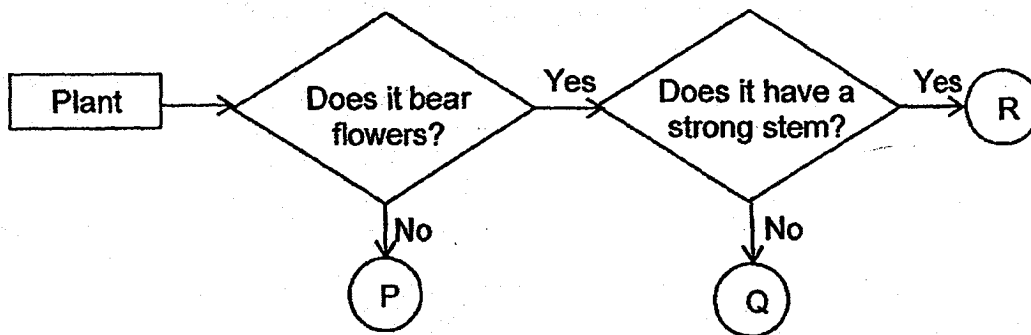 Plant
Does it bear
flowers?
Yes
Does it have a
strong stem?
Yes
R
No
P
No
Q